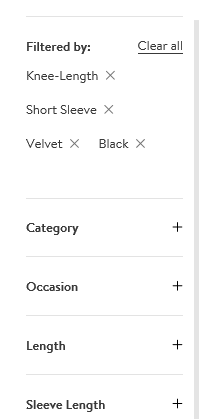 Filtered by: Clear all
Knee-Length ×
Short Sleeve ×
Velvet × Black ×
Category +
Occasion +
Length +
Sleeve Length +